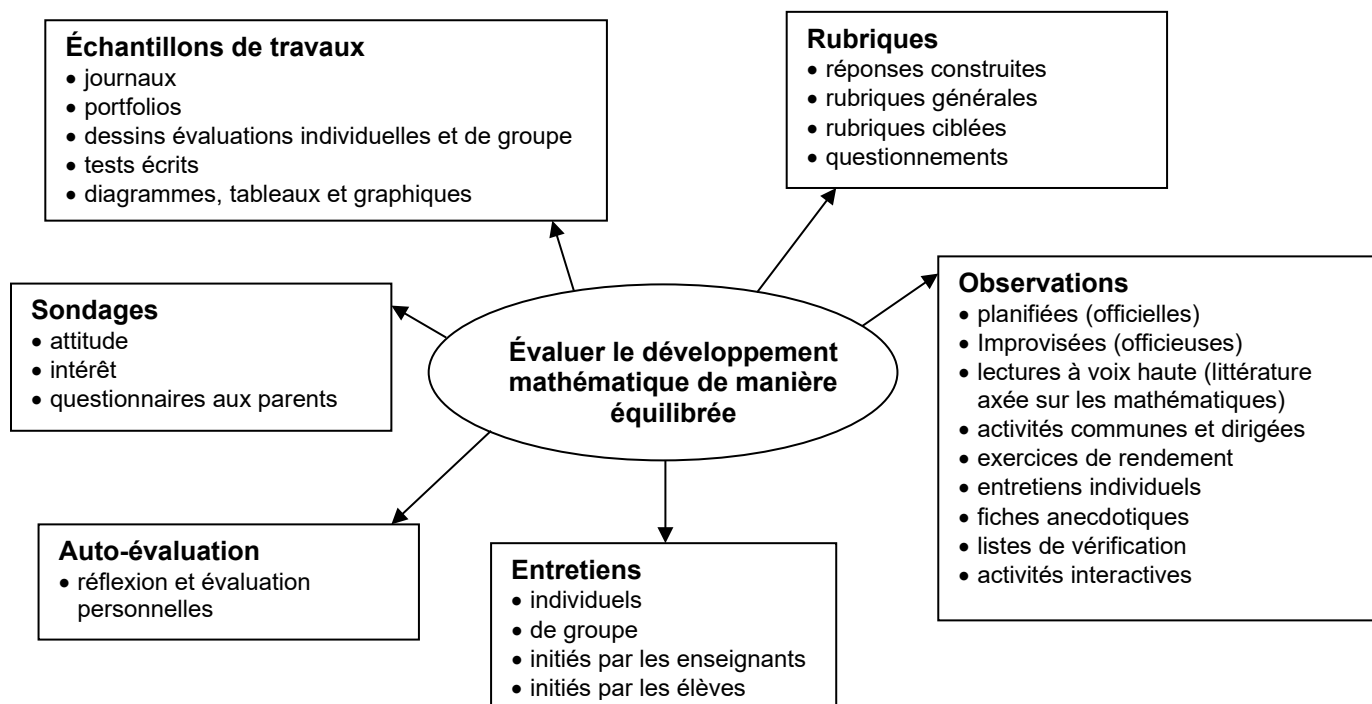 Échantillons de travaux
• journaux
• portfolios
• dessins évaluations individuelles et de groupe
• tests écrits
• diagrammes, tableaux et graphiques
Rubriques
• réponses construites
• rubriques générales
• rubriques ciblées
• questionnements
Sondages
• attitude
• intérêt
• questionnaires aux parents
Évaluer le développement
mathématique de manière
équilibrée
Observations
• planifiées (officielles)
• Improvisées (officieuses)
• lectures à voix haute (littérature
axée sur les mathématiques)
• activités communes et dirigées
• exercices de rendement
• entretiens individuels
• fiches anecdotiques
• listes de vérification
• activités interactives
Auto-évaluation
• réflexion et évaluation
personnelles
Entretiens
• individuels
• de groupe
• initiés par les enseignants
• initiés par les élèves